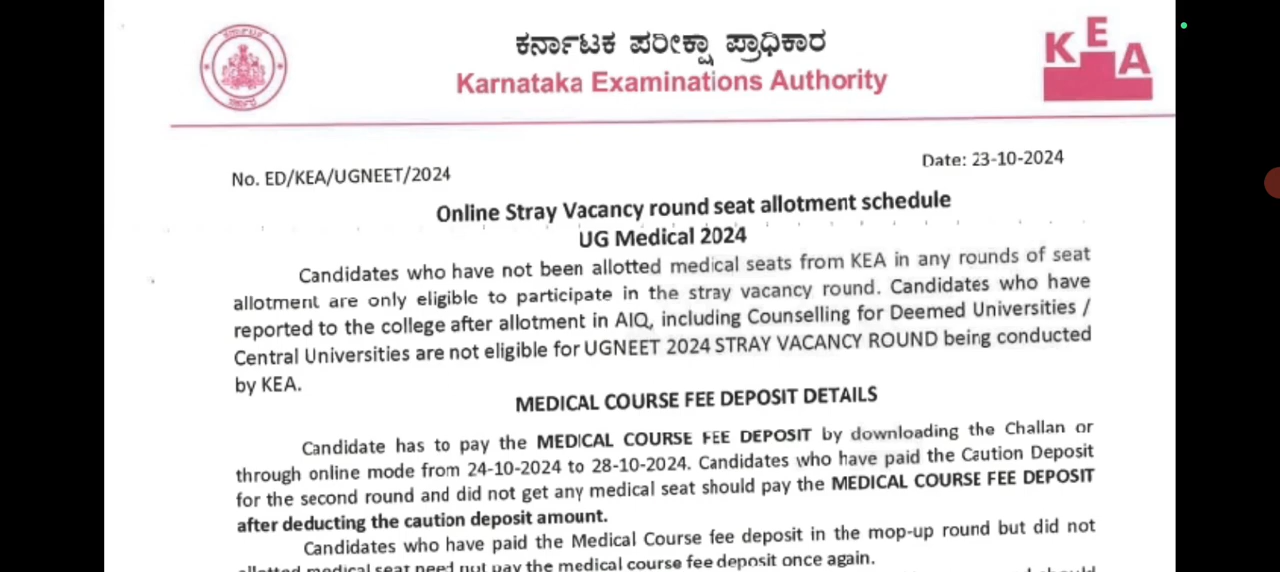 ಕರ್ನಾಟಕ ಪರೀಕ್ಷಾ ಪ್ರಾಧಿಕಾರ
Karnataka Examinations Authority
KEA
No. ED/KEA/UGNEET/2024
Date: 23-10-2024
Online Stray Vacancy round seat allotment schedule
UG Medical 2024
Candidates who have not been allotted medical seats from KEA in any rounds of seat
allotment are only eligible to participate in the stray vacancy round. Candidates who have
reported to the college after allotment in AIQ, including Counselling for Deemed Universities /
Central Universities are not eligible for UGNEET 2024 STRAY VACANCY ROUND being conducted
by KEA.
MEDICAL COURSE FEE DEPOSIT DETAILS
Candidate has to pay the MEDICAL COURSE FEE DEPOSIT by downloading the Challan or
through online mode from 24-10-2024 to 28-10-2024. Candidates who have paid the Caution Deposit
for the second round and did not get any medical seat should pay the MEDICAL COURSE FEE DEPOSIT
after deducting the caution deposit amount.
Candidates who have paid the Medical Course fee deposit in the mop-up round but did not
allotted medical seat need not pay the medical course fee deposit once again.
should